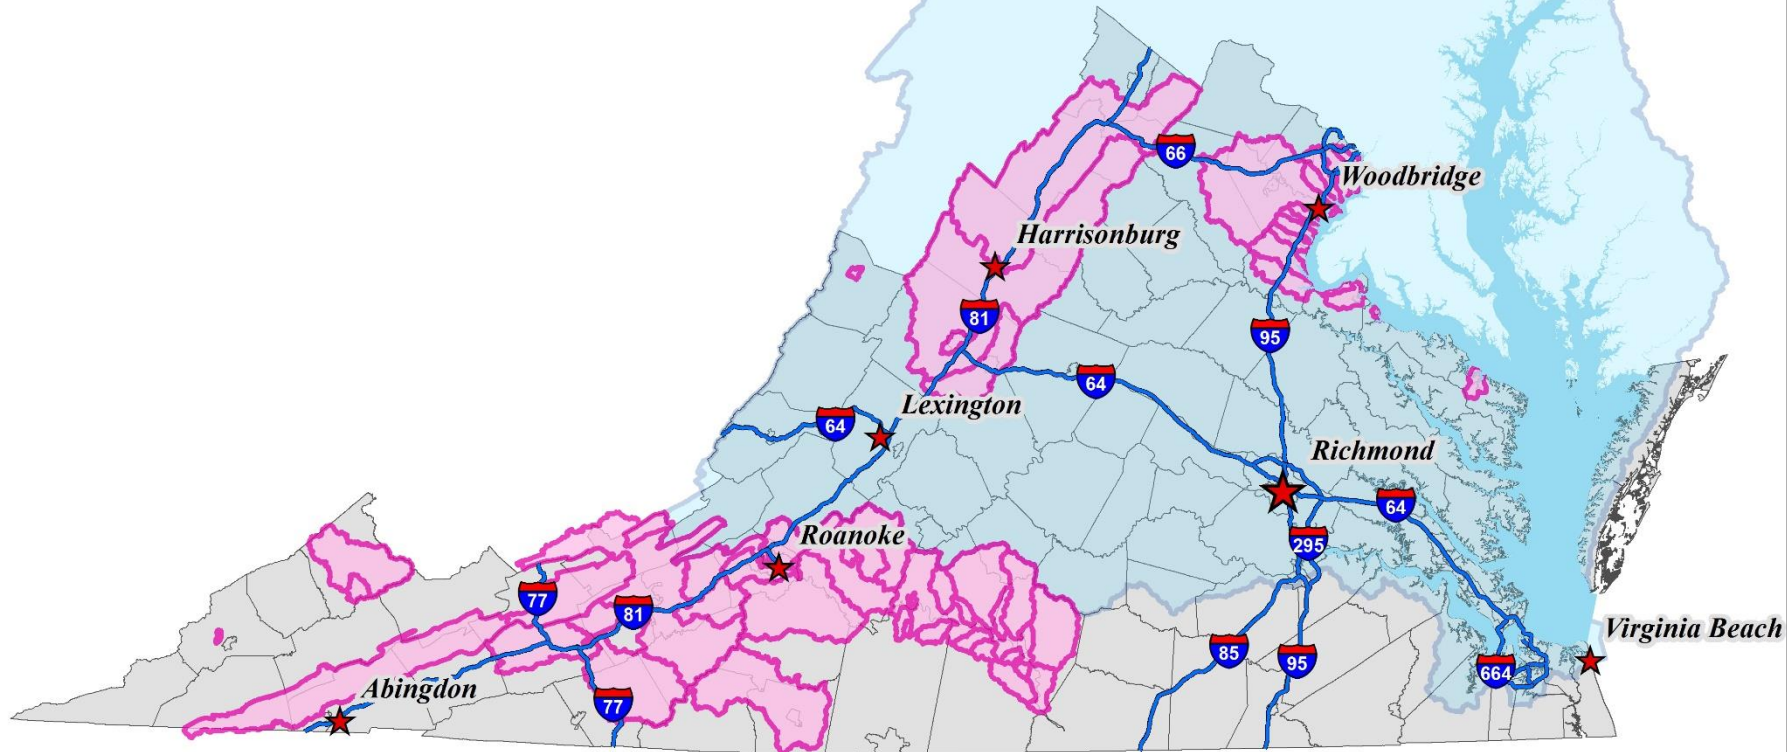 66
Woodbridge
Harrisonburg
81
95
64
Lexington
64
Richmond
64
Roanoke
295
77
81
Virginia Beach
85
95
664
Abingdon
77